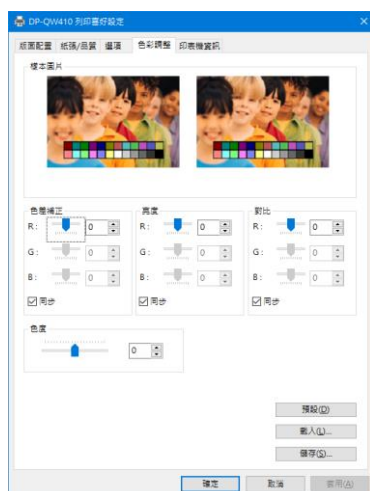 DP-QW410 列印喜好設定
版面配置 紙張/品質 選項 色彩調整 印表機資訊
樣本圖片
色階補正 亮度 對比
R: 0 R: 0 R: 0
G: 0 G: 0 G: 0
B: 0 B: 0 B: 0
同步 同步 同步
色度
0
預設(D)
載入(L)...
儲存(S)...
確定 取消 套用(A)